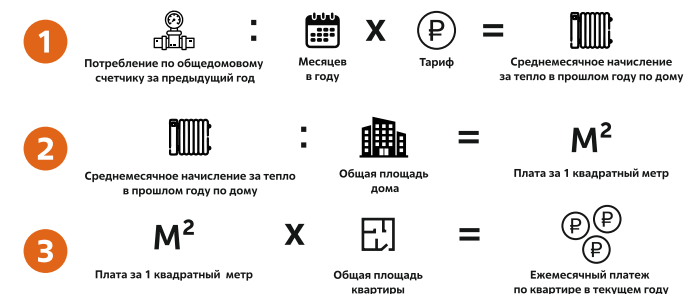 1
: x =
Потребление по общедомовому
счетчику за предыдущий год
Месяцев
в году
Тариф
Среднемесячное начисление
за тепло в прошлом году по дому
2
: = М²
Среднемесячное начисление за тепло
в прошлом году по дому
Общая площадь
дома
Плата за 1 квадратный метр
3
М² x =
Плата за 1 квадратный метр
Общая площадь
квартиры
Ежемесячный платеж
по квартире в текущем году